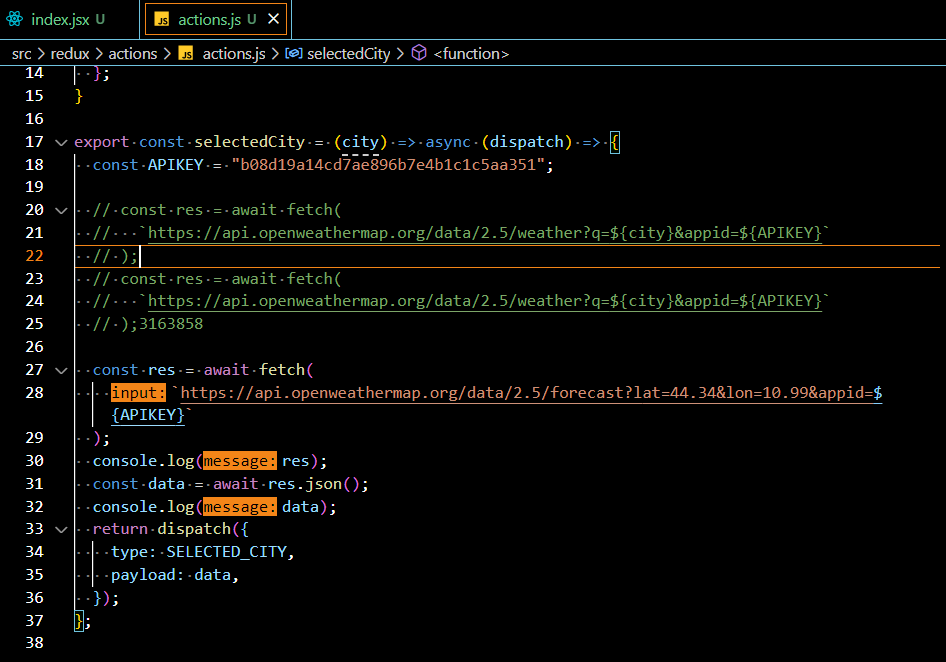 index.jsx U
JS actions.js U ×
src > redux > actions > JS actions.js > selectedCity > <function>
14 };
15 }
16
17 export const selectedCity = (city) => async (dispatch) => {
18 const APIKEY = "b08d19a14cd7ae896b7e4b1c1c5aa351";
19
20 // const res = await fetch(
21 // `https://api.openweathermap.org/data/2.5/weather?q=${city}&appid=${APIKEY}`
22 // );
23 // const res = await fetch(
24 // `https://api.openweathermap.org/data/2.5/weather?q=${city}&appid=${APIKEY}`
25 // );3163858
26
27 const res = await fetch(
28 input: `https://api.openweathermap.org/data/2.5/forecast?lat=44.34&lon=10.99&appid=$
{APIKEY}`
29 );
30 console.log(message: res);
31 const data = await res.json();
32 console.log(message: data);
33 return dispatch({
34 type: SELECTED_CITY,
35 payload: data,
36 });
37 };
38